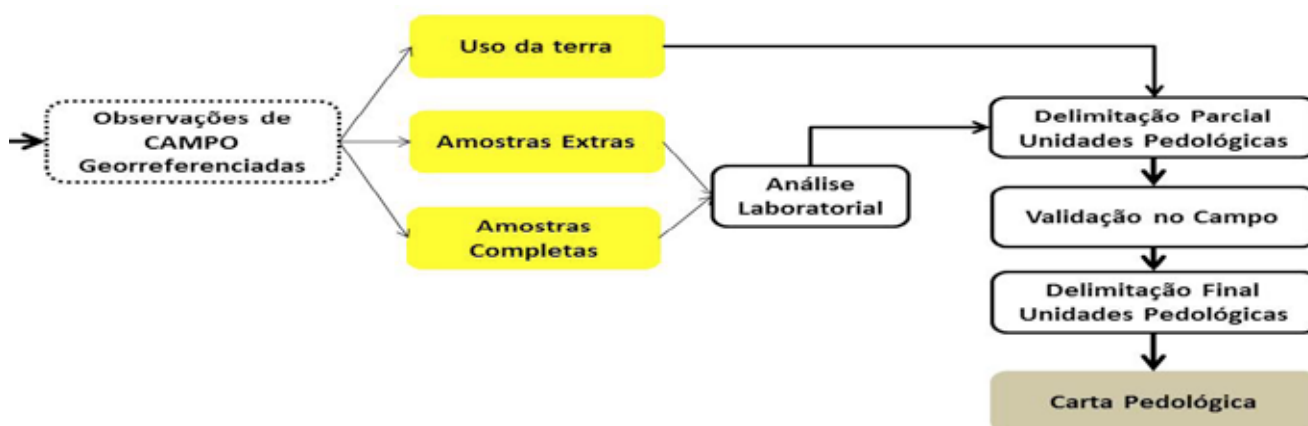 Uso da terra
Observações de
CAMPO
Georreferenciadas
Amostras Extras
Amostras
Completas
Análise
Laboratorial
Delimitação Parcial
Unidades Pedológicas
Validação no Campo
Delimitação Final
Unidades Pedológicas
Carta Pedológica